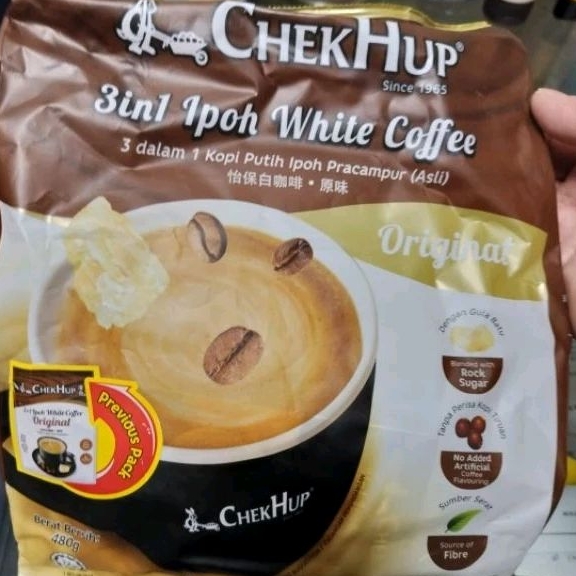 CHEKHUP®
Since 1965
3in1 Ipoh White Coffee
3 dalam 1 Kopi Putih Ipoh Pracampur (Asli)
怡保白咖啡 • 原味
Original
Dengan Gula Batu
Blended with
Rock
Sugar
Tanpa Perisa Kopi Tiruan
No Added
Artificial
Coffee
Flavouring
Sumber Serat
Source of
Fibre
CHEKHUP
3in1 Ipoh White Coffee
Original
Previous Pack
CHEKHUP
Berat Bersih:
480g